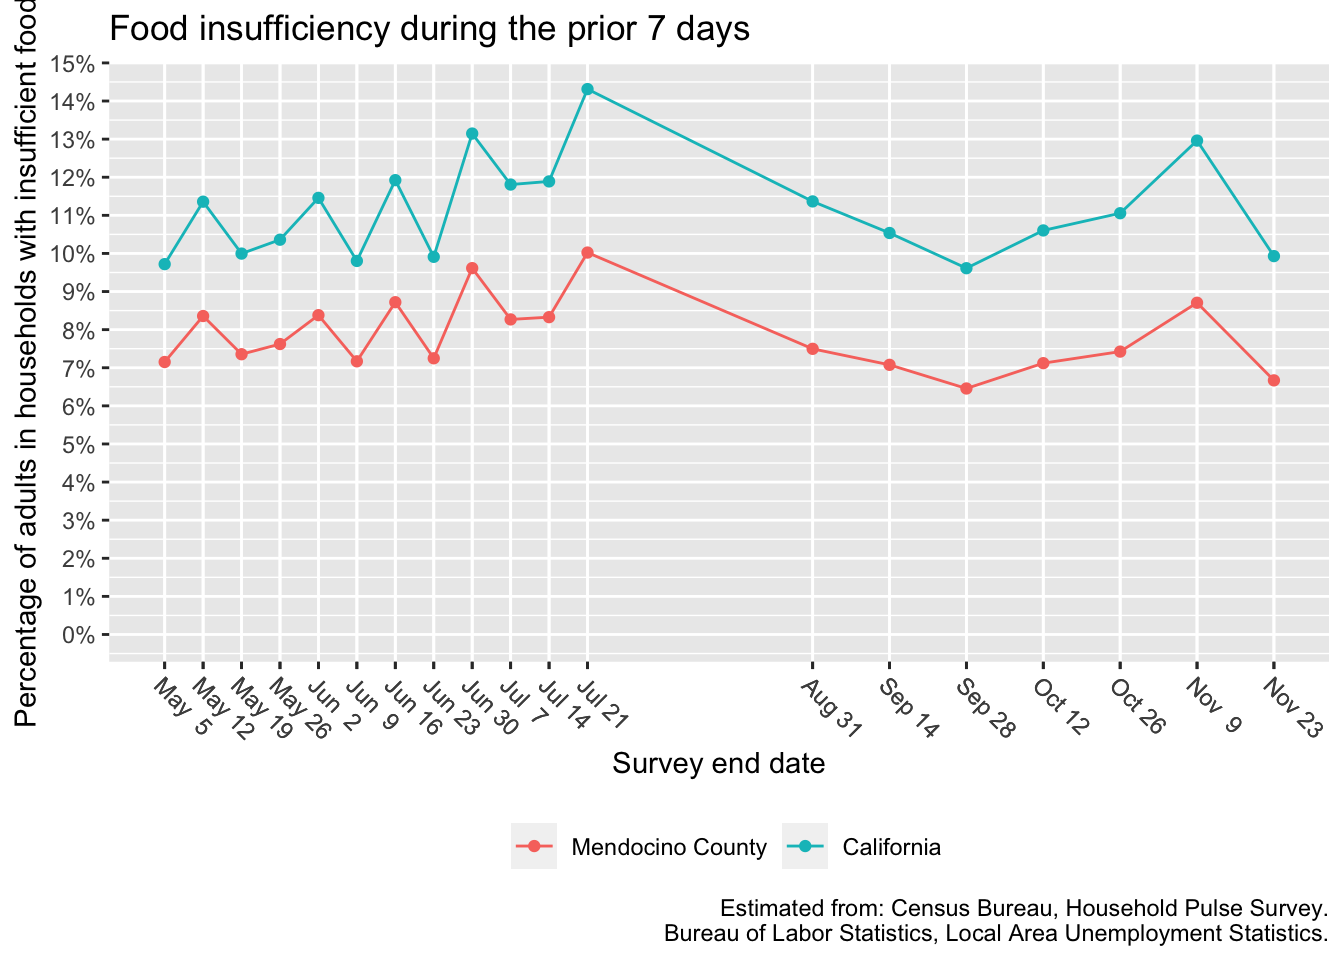 Food insufficiency during the prior 7 days
Percentage of adults in households with insufficient food
15%
14%
13%
12%
11%
10%
9%
8%
7%
6%
5%
4%
3%
2%
1%
0%
May 5
May 12
May 19
May 26
Jun 2
Jun 9
Jun 16
Jun 23
Jun 30
Jul 7
Jul 14
Jul 21
Aug 31
Sep 14
Sep 28
Oct 12
Oct 26
Nov 9
Nov 23
Survey end date
Mendocino County
California
Estimated from: Census Bureau, Household Pulse Survey.
Bureau of Labor Statistics, Local Area Unemployment Statistics.